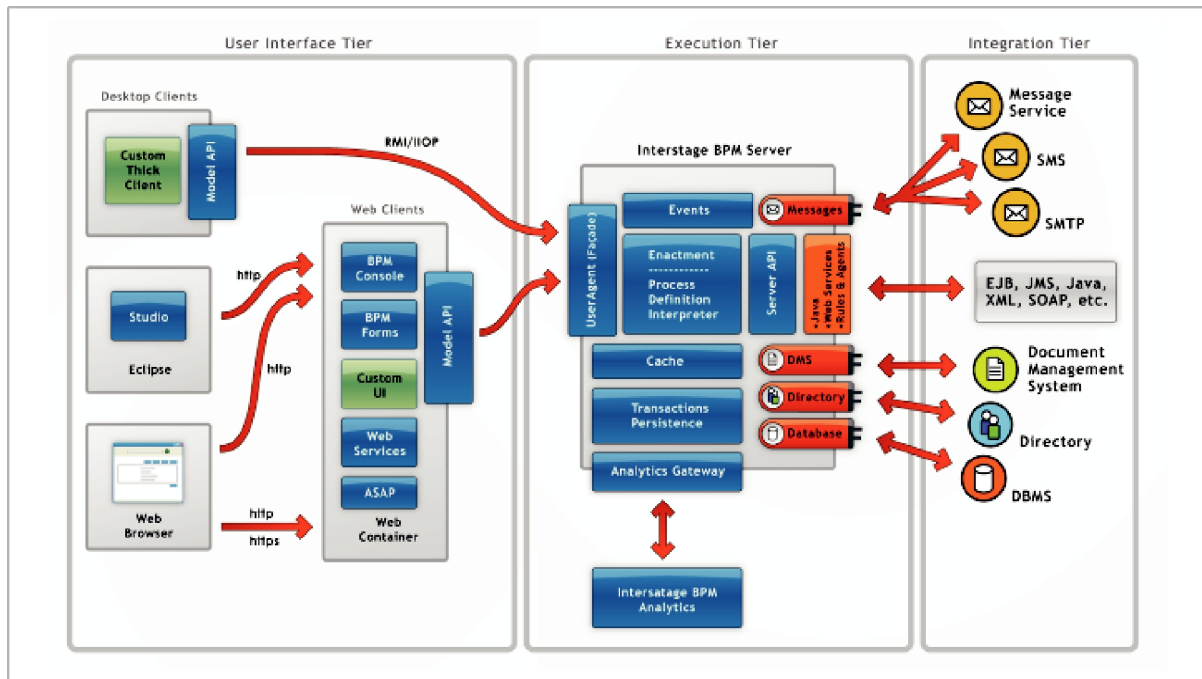 User Interface Tier
Execution Tier
Integration Tier
Desktop Clients
Custom
Thick
Client
Model API
RMI/IIOP
Web Clients
http
Studio
Eclipse
BPM
Console
BPM
Forms
Custom
UI
Web
Services
ASAP
Web
Container
Model API
http
Web
Browser
http
https
Interstage BPM Server
UserAgent (Façade)
Events
Messages
Enactment
------------
Process
Definition
Interpreter
Server API
•Java
•Web Services
•Rules & Agents
Cache
DMS
Transactions
Persistence
Directory
Database
Analytics Gateway
Intersatage BPM
Analytics
Message
Service
SMS
SMTP
EJB, JMS, Java,
XML, SOAP, etc.
Document
Management
System
Directory
DBMS